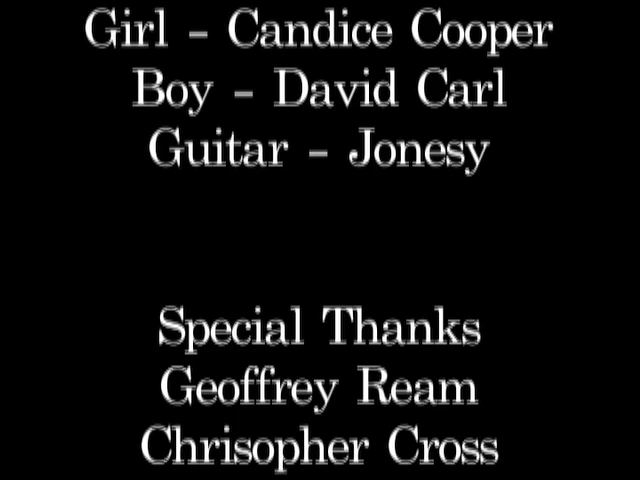 Girl - Candice Cooper
Boy - David Carl
Guitar - Jonesy
Special Thanks
Geoffrey Ream
Chrisopher Cross